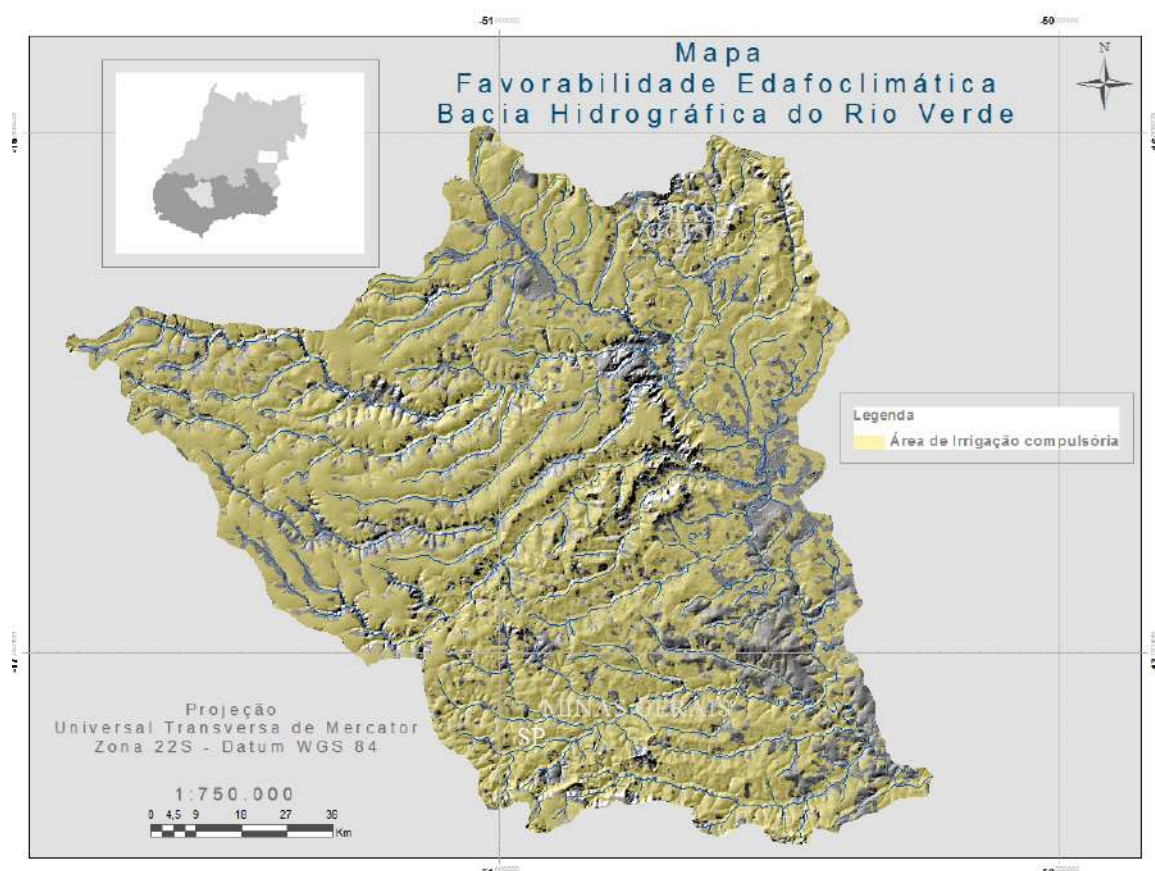 -51
-50
Mapa
Favorabilidade Edafoclimática
Bacia Hidrográfica do Rio Verde
N
GOIAS
Legenda
Área de Irrigação compulsória
MINAS GERAIS
SP
Projeção
Universal Transversa de Mercator
Zona 22S - Datum WGS 84
1:750.000
0 4,5 9 18 27 36
Km